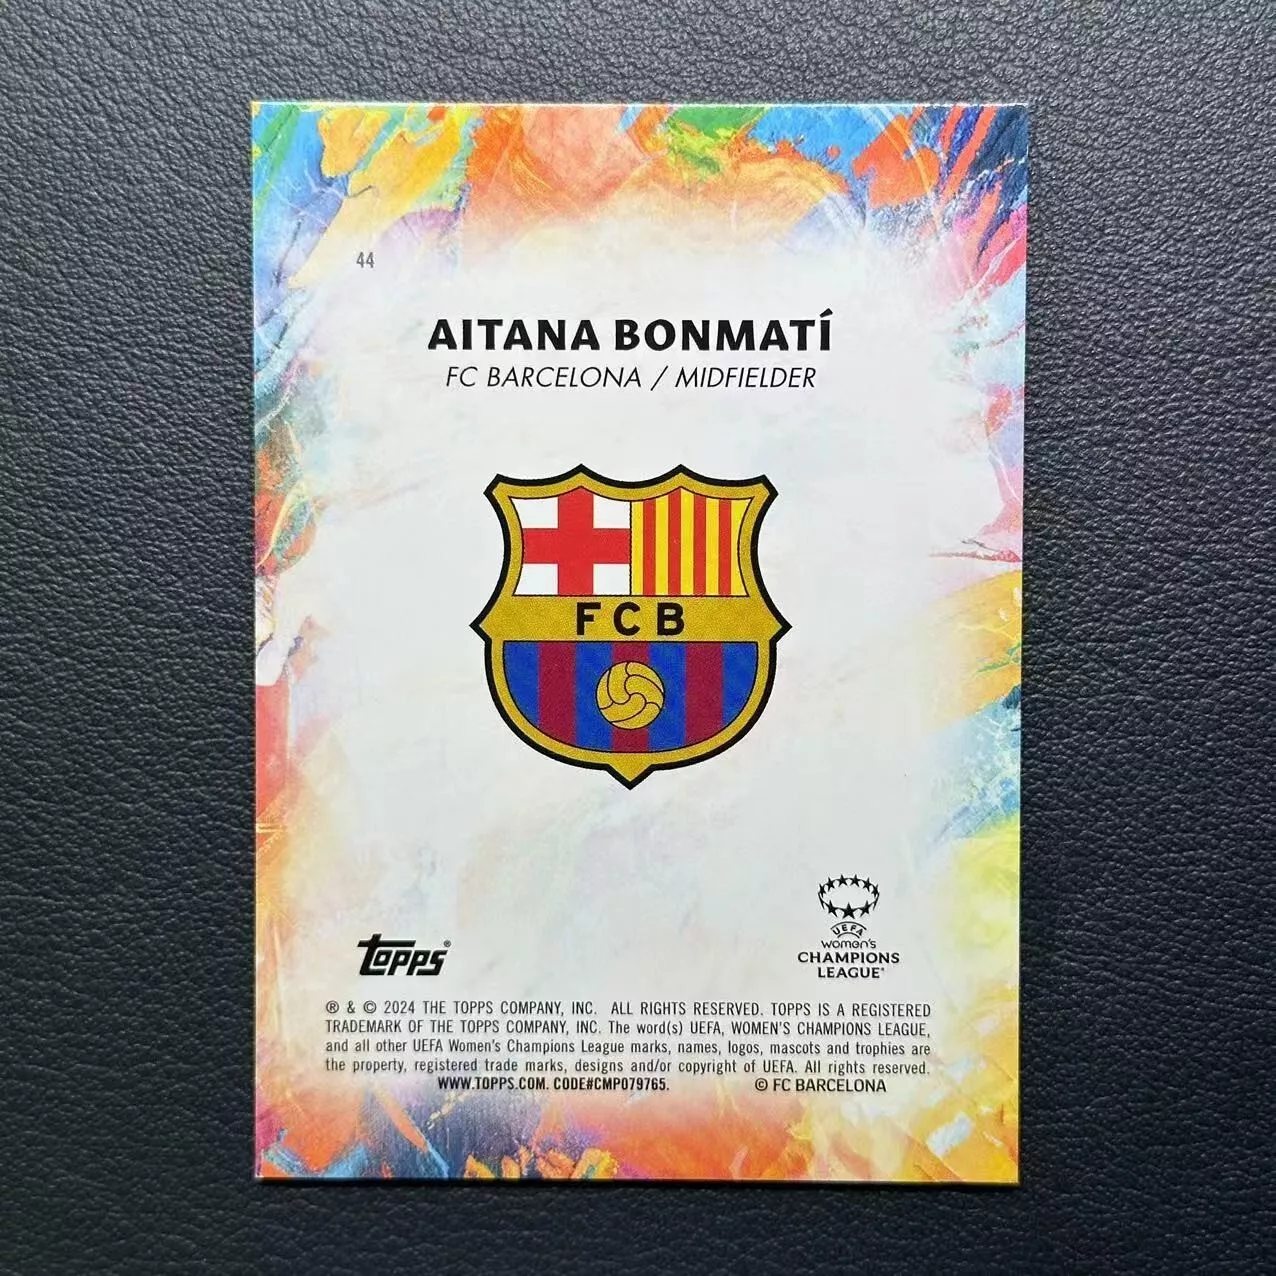 44
AITANA BONMATÍ
FC BARCELONA / MIDFIELDER
FCB
topps®
UEFA
women's
CHAMPIONS
LEAGUE™
® & © 2024 THE TOPPS COMPANY, INC. ALL RIGHTS RESERVED. TOPPS IS A REGISTERED
TRADEMARK OF THE TOPPS COMPANY, INC. The word(s) UEFA, WOMEN'S CHAMPIONS LEAGUE,
and all other UEFA Women's Champions League marks, names, logos, mascots and trophies are
the property, registered trade marks, designs and/or copyright of UEFA. All rights reserved.
WWW.TOPPS.COM. CODE#CMP079765. © FC BARCELONA